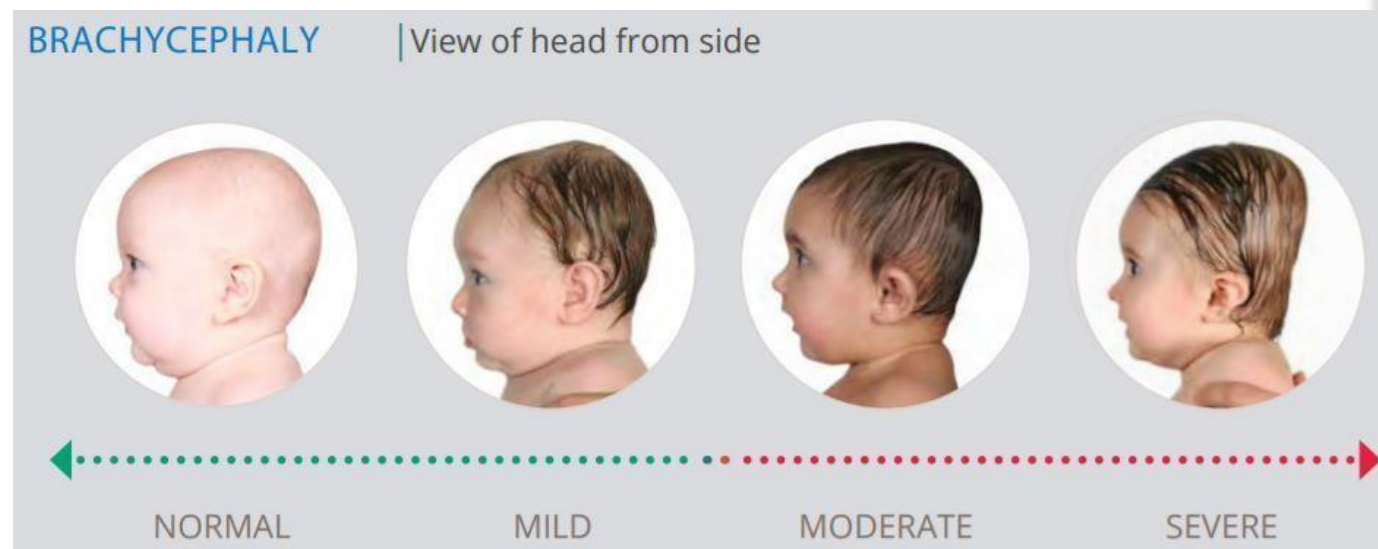 BRACHYCEPHALY | View of head from side
NORMAL MILD MODERATE SEVERE